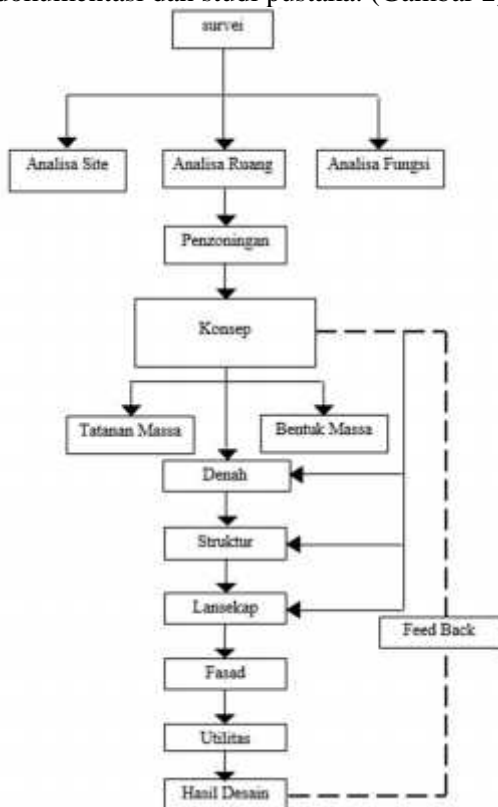 dokumentasi dan studi pustaka. (Gambar 2
survei
Analisa Site
Analisa Ruang
Analisa Fungsi
Penzoningan
Konsep
Tatanan Massa
Bentuk Massa
Denah
Struktur
Lansekap
Feed Back
Fasad
Utilitas
Hasil Desain